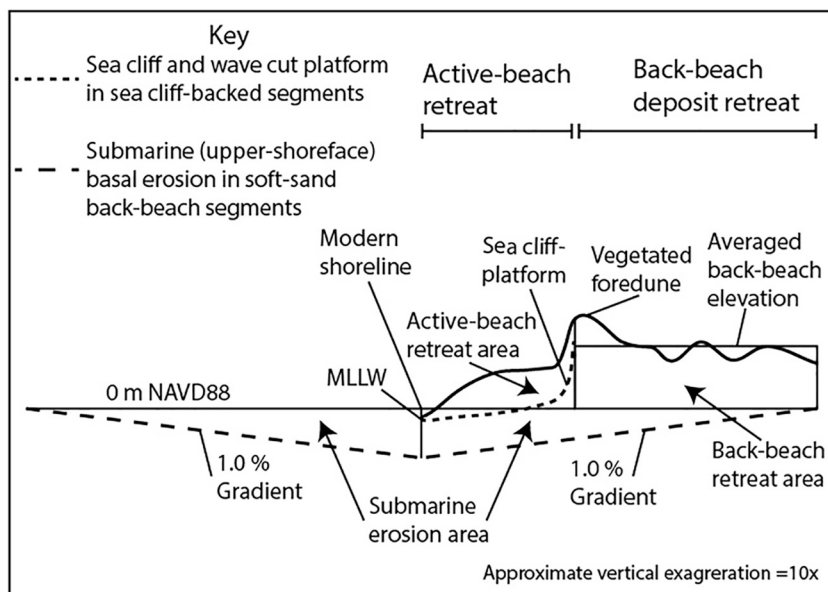 Key
Sea cliff and wave cut platform
in sea cliff-backed segments
Submarine (upper-shoreface)
basal erosion in soft-sand
back-beach segments
Active-beach
retreat
Back-beach
deposit retreat
Modern
shoreline
Sea cliff-
platform
Vegetated
foredune
Averaged
back-beach
elevation
Active-beach
retreat area
MLLW
0 m NAVD88
1.0 %
Gradient
Submarine
erosion area
1.0 %
Gradient
Back-beach
retreat area
Approximate vertical exagreration =10x